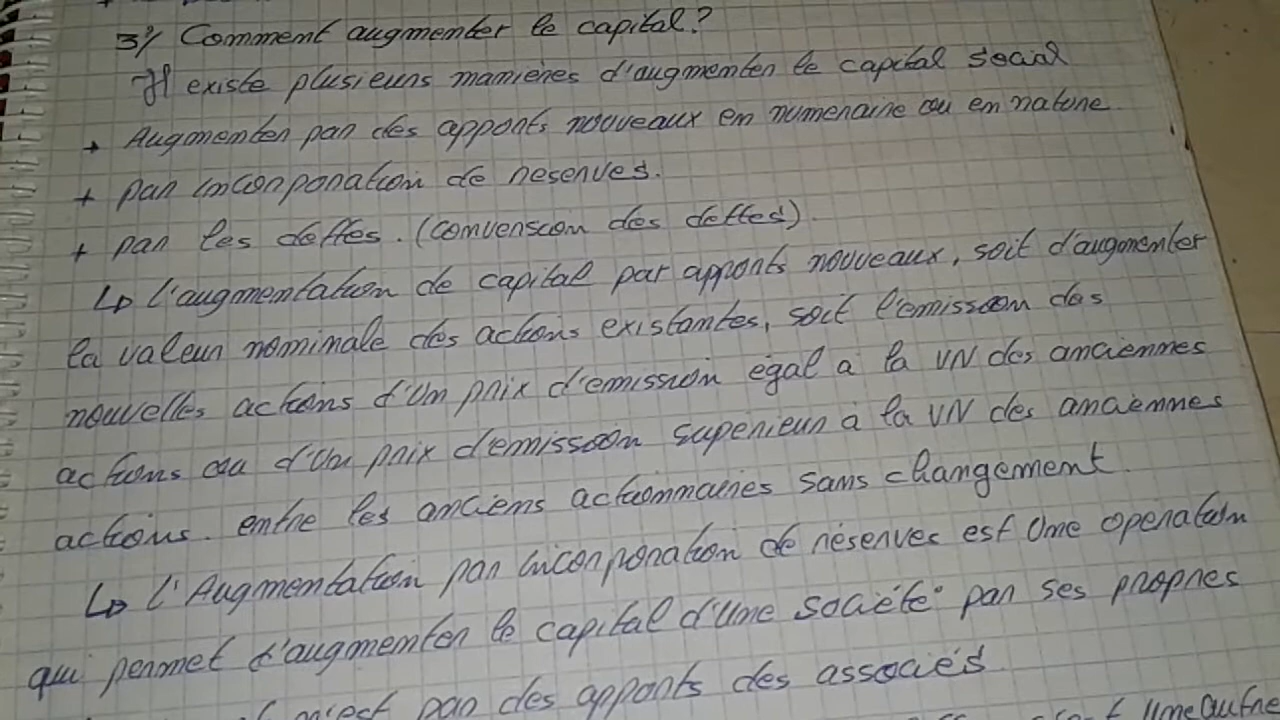 3°/ Comment augmenter le capital?
Il existe plusieurs manières d'augmenter le capital social
+ Augmenter par des apports nouveaux en numeraire ou en nature.
+ par incorporation de reserves.
+ par les dettes. (conversion des dettes).
↳ l'augmentation de capital par apports nouveaux, soit d'augmenter
la valeur nominale des actions existantes, soit l'emission des
nouvelles actions d'un prix d'emission égal à la VN des anciennes
actions ou d'un prix d'emission superieur à la VN des anciennes
actions. entre les anciens actionnaires sans changement.
↳ l'Augmentation par incorporation de réserves est une operation
qui permet d'augmenter le capital d'une société par ses propres
n'est par des apports des associés
une autre